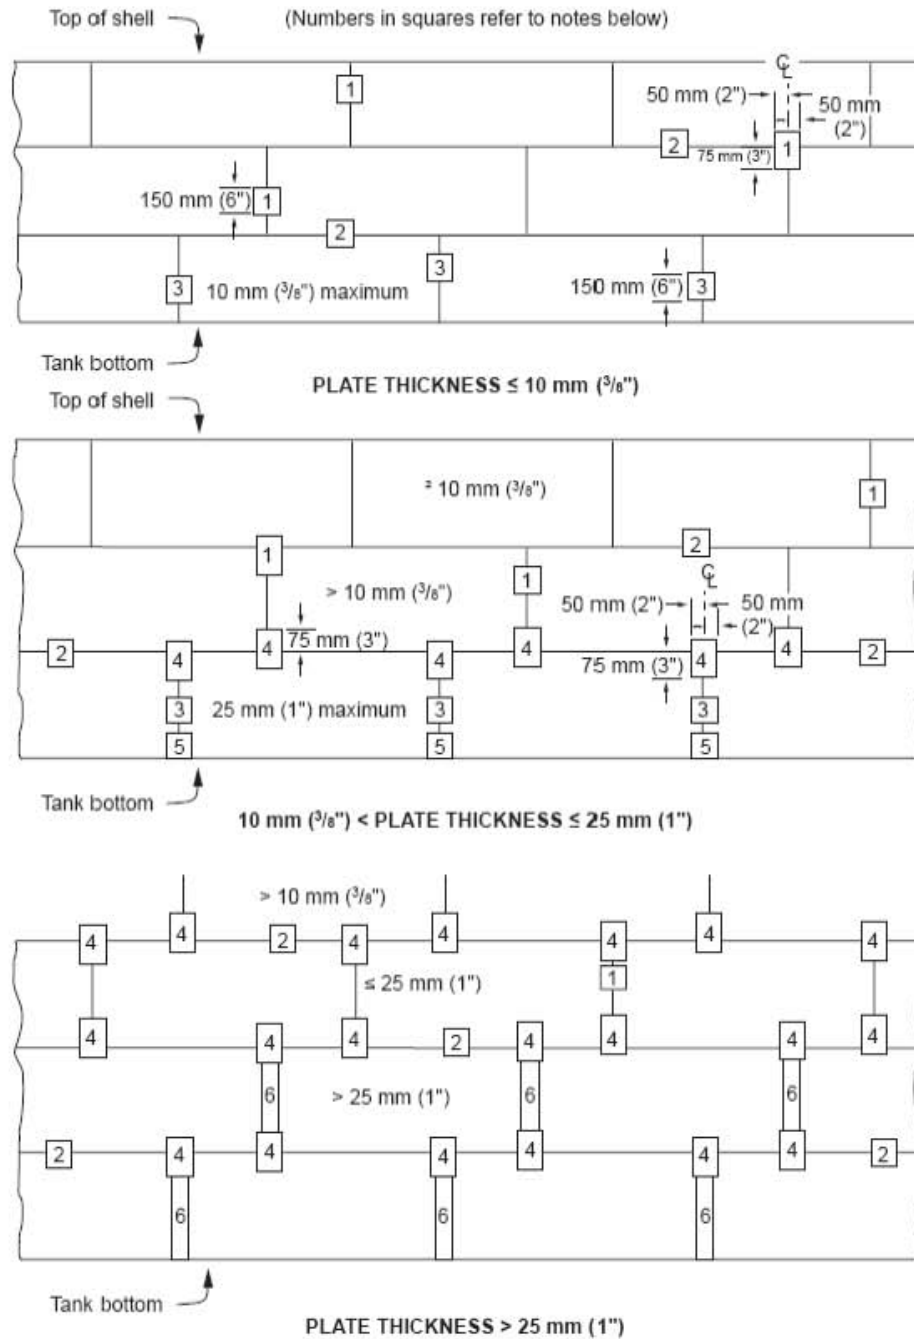 Top of shell (Numbers in squares refer to notes below)
℄
1 50 mm (2") 50 mm
(2")
2 75 mm (3") 1
150 mm (6") 1
2
3 10 mm (3/8") maximum 3 150 mm (6") 3
Tank bottom
PLATE THICKNESS ≤ 10 mm (3/8")
Top of shell
² 10 mm (3/8") 1
1 2
℄
> 10 mm (3/8") 1 50 mm (2") 50 mm
(2")
2 4 4 75 mm (3") 4 4 75 mm (3") 4 4 2
3 25 mm (1") maximum 3 3
5 5 5
Tank bottom
10 mm (3/8") < PLATE THICKNESS ≤ 25 mm (1")
> 10 mm (3/8")
4 4 2 4 4 4 4 4
≤ 25 mm (1") 1
4 4 4 2 4 4 4 4
6 > 25 mm (1") 6 6
2 4 4 4 4 4 4 2
6 6 6
Tank bottom
PLATE THICKNESS > 25 mm (1")